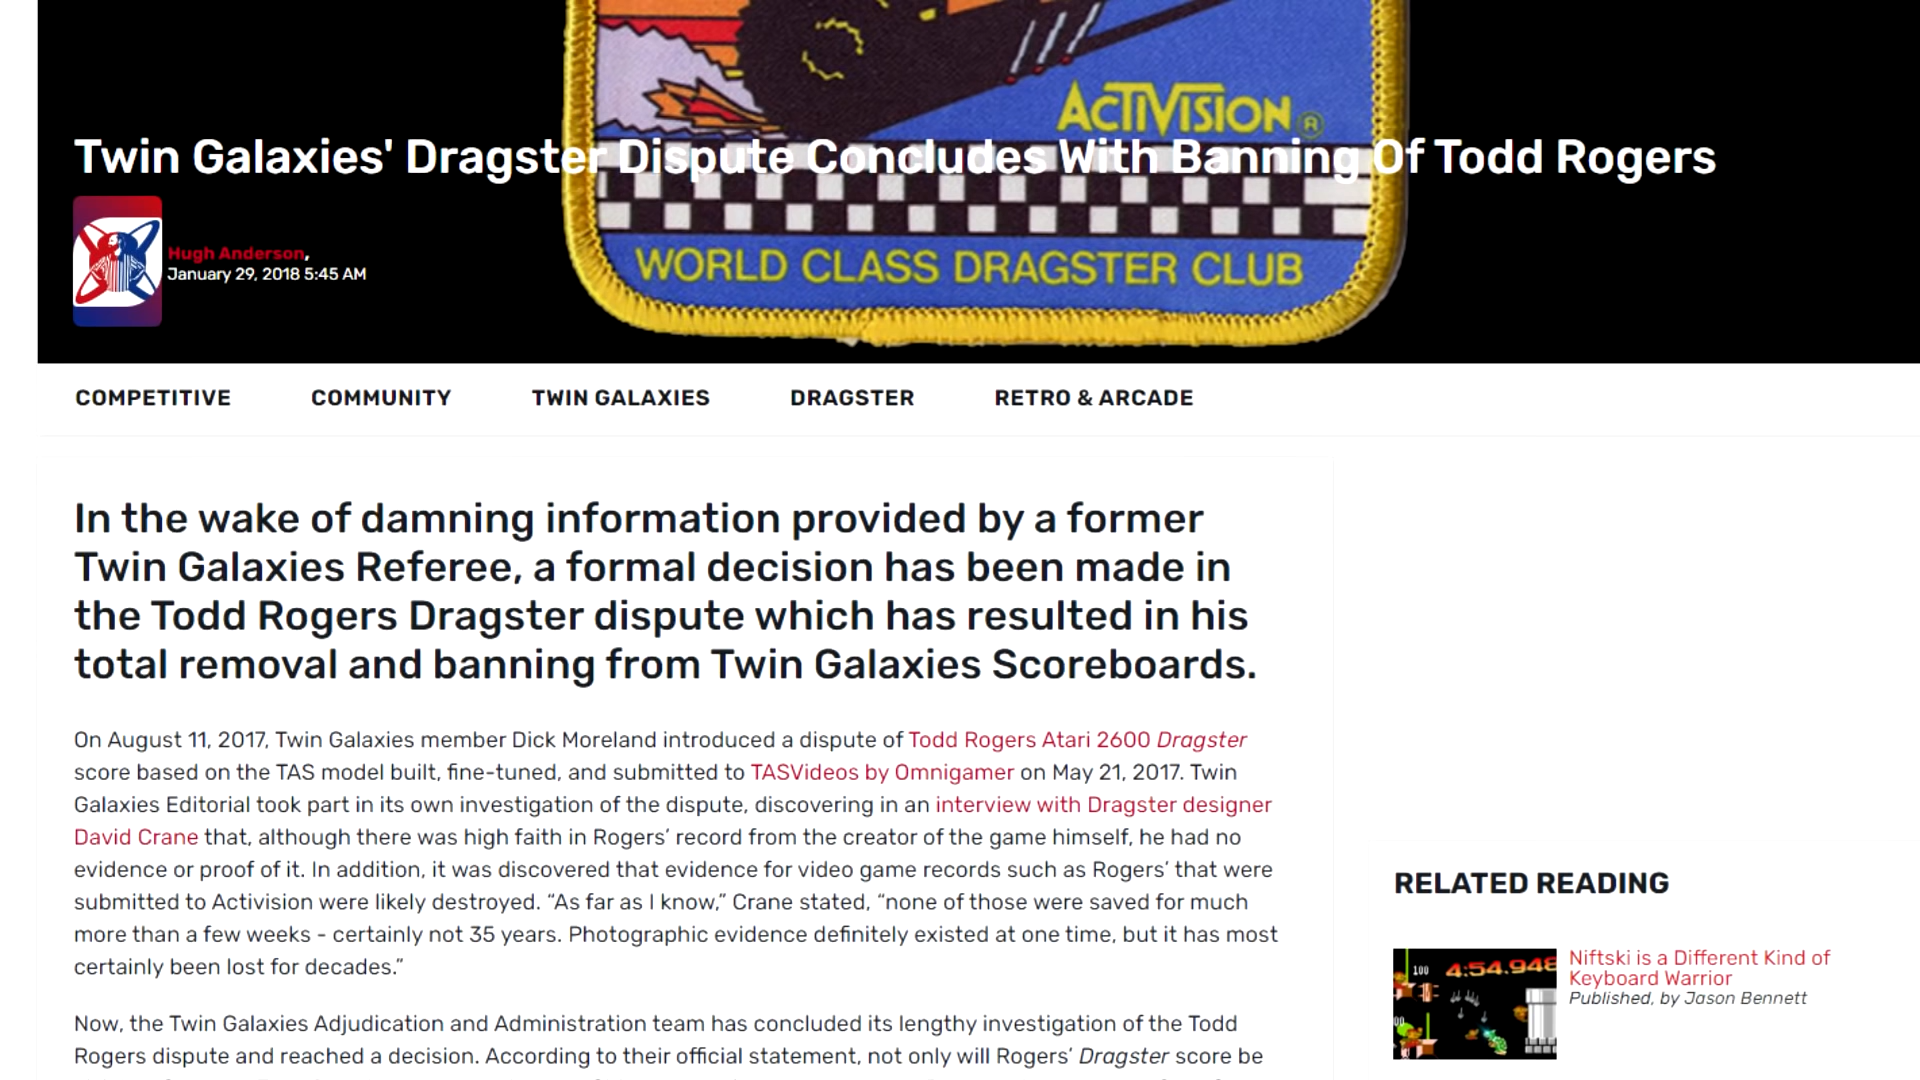 ACTIVISION®
Twin Galaxies' Dragster Dispute Concludes With Banning Of Todd Rogers
Hugh Anderson,
January 29, 2018 5:45 AM
WORLD CLASS DRAGSTER CLUB
COMPETITIVE COMMUNITY TWIN GALAXIES DRAGSTER RETRO & ARCADE
In the wake of damning information provided by a former
Twin Galaxies Referee, a formal decision has been made in
the Todd Rogers Dragster dispute which has resulted in his
total removal and banning from Twin Galaxies Scoreboards.
On August 11, 2017, Twin Galaxies member Dick Moreland introduced a dispute of Todd Rogers Atari 2600 Dragster
score based on the TAS model built, fine-tuned, and submitted to TASVideos by Omnigamer on May 21, 2017. Twin
Galaxies Editorial took part in its own investigation of the dispute, discovering in an interview with Dragster designer
David Crane that, although there was high faith in Rogers’ record from the creator of the game himself, he had no
evidence or proof of it. In addition, it was discovered that evidence for video game records such as Rogers’ that were
submitted to Activision were likely destroyed. “As far as I know,” Crane stated, “none of those were saved for much
more than a few weeks - certainly not 35 years. Photographic evidence definitely existed at one time, but it has most
certainly been lost for decades.”
Now, the Twin Galaxies Adjudication and Administration team has concluded its lengthy investigation of the Todd
Rogers dispute and reached a decision. According to their official statement, not only will Rogers’ Dragster score be
RELATED READING
100 4:54.948
Niftski is a Different Kind of
Keyboard Warrior
Published, by Jason Bennett